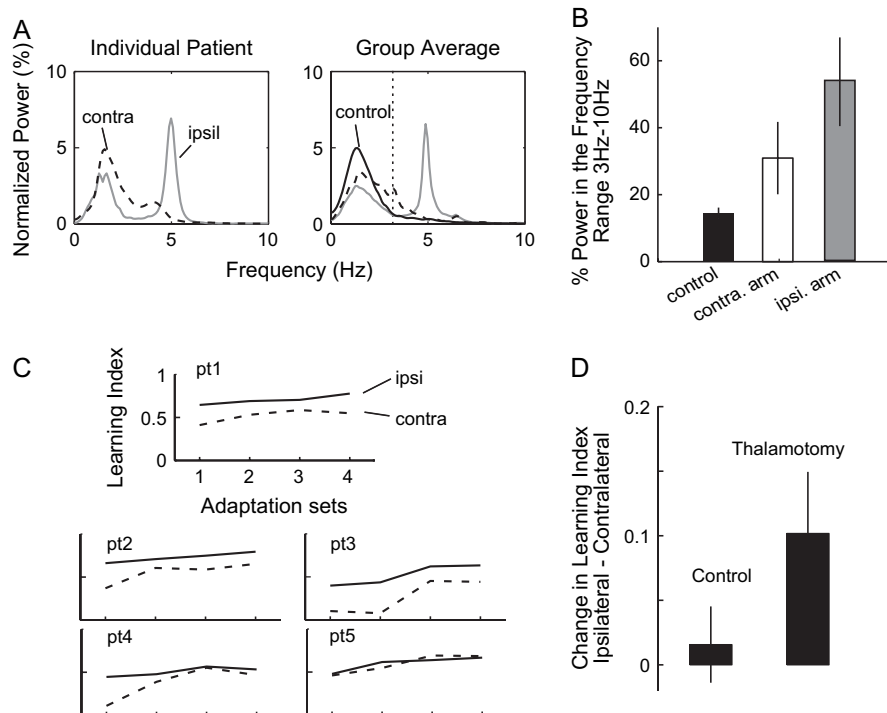 A
Individual Patient
Group Average
Normalized Power (%)
10
5
0
0
5
10
contra
ipsil
10
5
0
0
5
10
control
Frequency (Hz)
B
% Power in the Frequency
Range 3Hz-10Hz
60
40
20
0
control
contra. arm
ipsi. arm
C
Learning Index
1
0.5
0
pt1
ipsi
contra
1
2
3
4
Adaptation sets
pt2
pt3
pt4
pt5
D
Change in Learning Index
Ipsilateral - Contralateral
0.2
0.1
0
Thalamotomy
Control